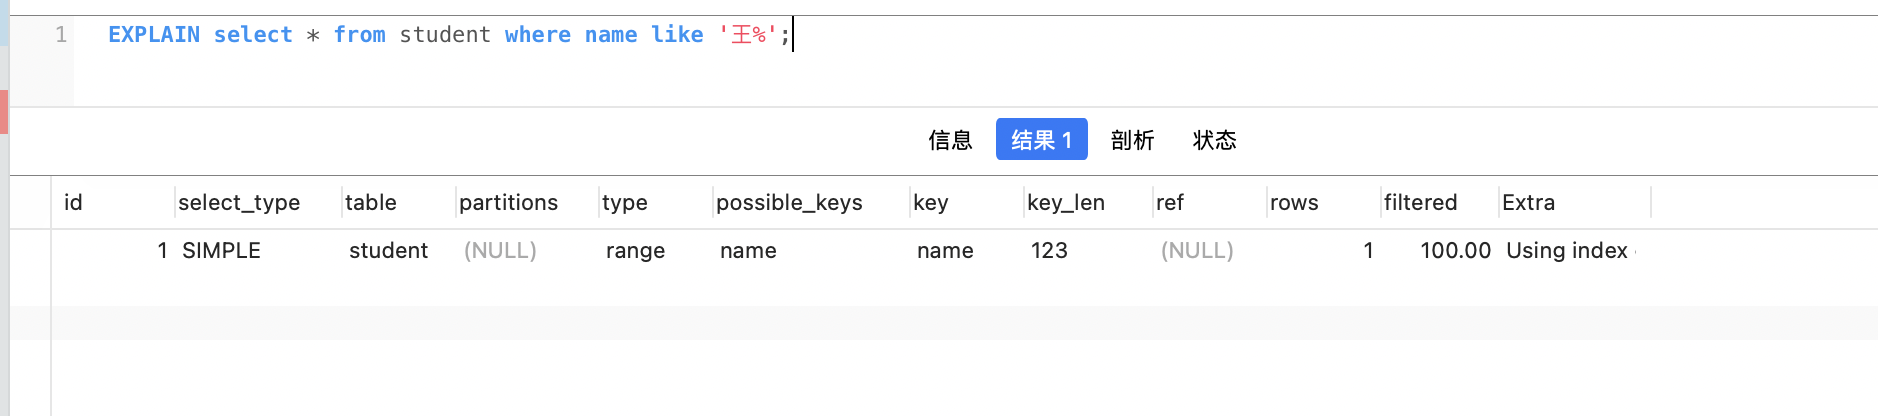 1 EXPLAIN select * from student where name like '王%';
信息 结果 1 剖析 状态
id select_type table partitions type possible_keys key key_len ref rows filtered Extra
1 SIMPLE student (NULL) range name name 123 (NULL) 1 100.00 Using index